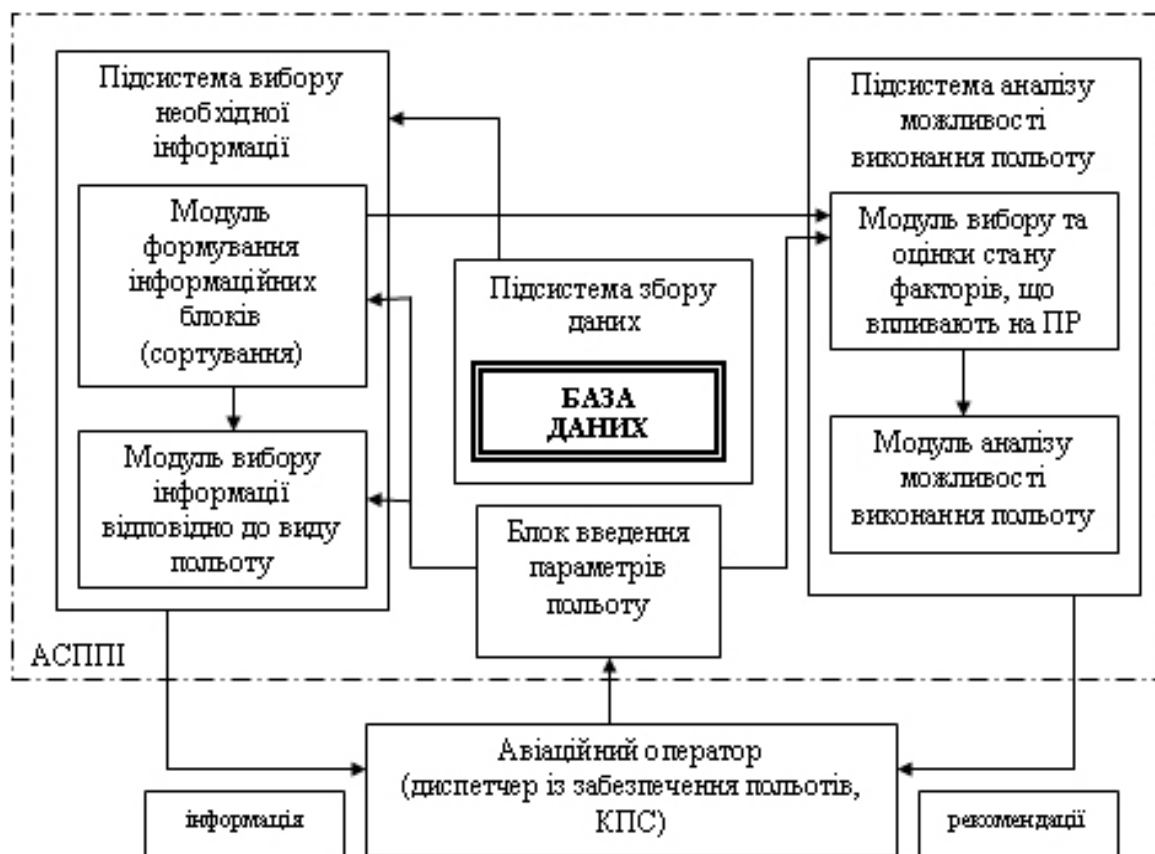 Підсистема вибору
необхідної
інформації
Модуль
формування
інформаційних
блоків
(сортування)
Модуль вибору
інформації
відповідно до виду
польоту
Підсистема збору
даних
БАЗА
ДАНИХ
Блок введення
параметрів
польоту
Підсистема аналізу
можливості
виконання польоту
Модуль вибору та
оцінки стану
факторів, що
впливають на ПР
Модуль аналізу
можливості
виконання польоту
АСППІ
Авіаційний оператор
(диспетчер із забезпечення польотів,
КПС)
інформація
рекомендації